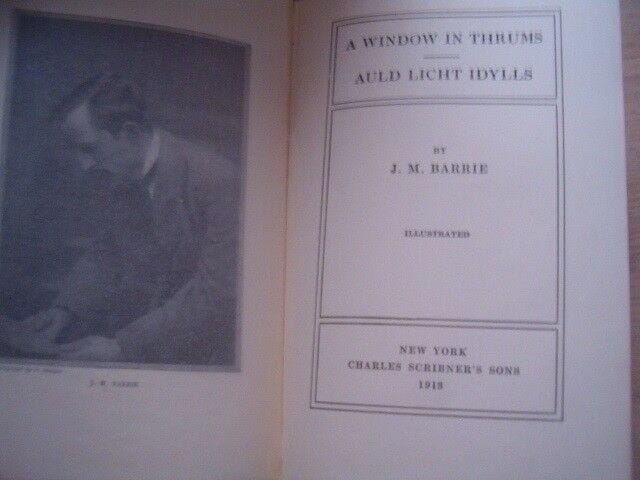 J. M. BARRIE
A WINDOW IN THRUMS
AULD LICHT IDYLLS
BY
J. M. BARRIE
ILLUSTRATED
NEW YORK
CHARLES SCRIBNER'S SONS
1913